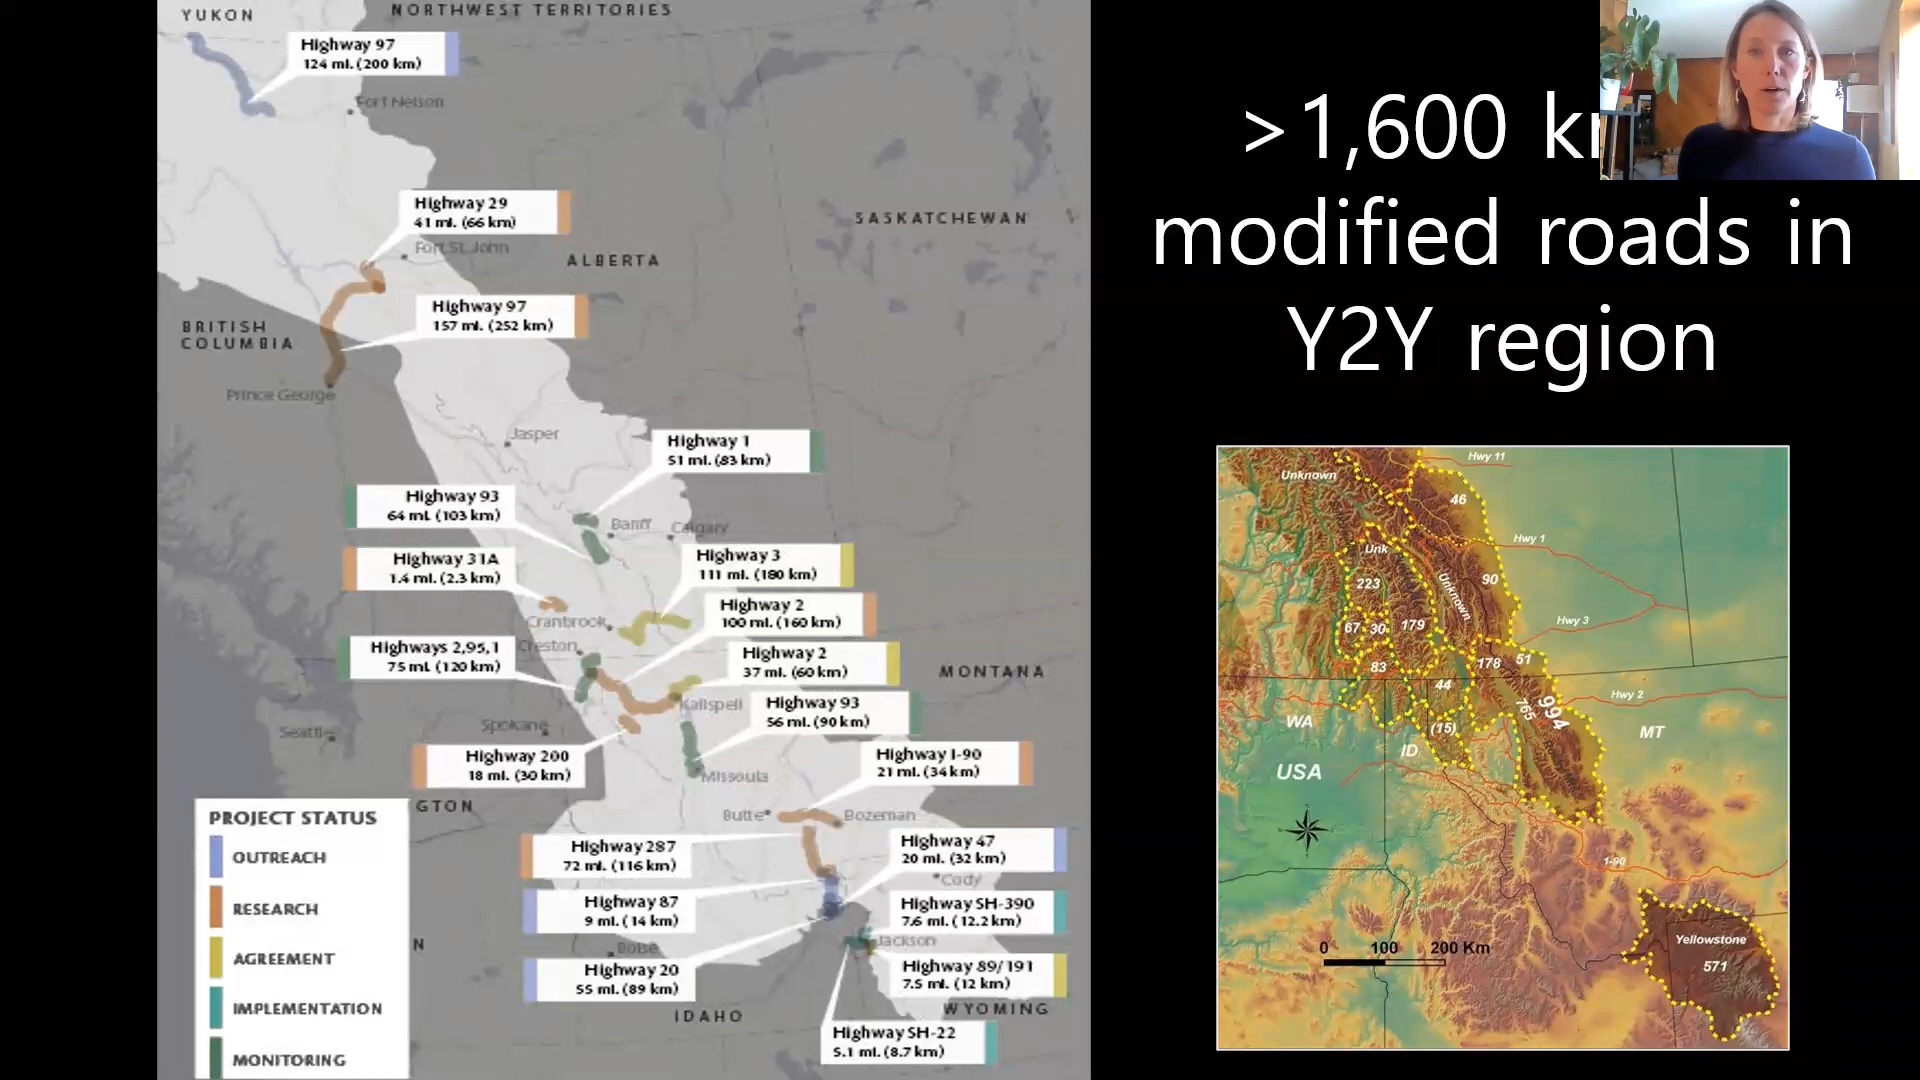 YUKON
NORTHWEST TERRITORIES
Highway 97
124 mi. (200 km)
Fort Nelson
Highway 29
41 mi. (66 km)
Fort St. John
ALBERTA
SASKATCHEWAN
Highway 97
157 mi. (252 km)
BRITISH
COLUMBIA
Prince George
Jasper
Highway 1
51 mi. (83 km)
Highway 93
64 mi. (103 km)
Banff
Calgary
Highway 31A
1.4 mi. (2.3 km)
Highway 3
111 mi. (180 km)
Highway 2
100 mi. (160 km)
Cranbrook
Highways 2,95,1
75 mi. (120 km)
Creston
Highway 2
37 mi. (60 km)
MONTANA
Kalispell
Highway 93
56 mi. (90 km)
Spokane
Seattle
Highway 200
18 mi. (30 km)
Missoula
Highway I-90
21 mi. (34 km)
GTON
Butte
Bozeman
Highway 287
72 mi. (116 km)
Highway 47
20 mi. (32 km)
Cody
Highway 87
9 mi. (14 km)
Highway SH-390
7.6 mi. (12.2 km)
N
Boise
Jackson
Highway 20
55 mi. (89 km)
Highway 89/191
7.5 mi. (12 km)
WYOMING
IDAHO
Highway SH-22
5.1 mi. (8.7 km)
PROJECT STATUS
OUTREACH
RESEARCH
AGREEMENT
IMPLEMENTATION
MONITORING
>1,600
modified roads in
Y2Y region
Hwy 11
Unknown
46
Hwy 1
Unk
223
Unknown
90
Hwy 3
67
30
179
83
178
51
44
Hwy 2
765
994
WA
(15)
MT
ID
USA
I-90
0 100 200 Km
Yellowstone
571